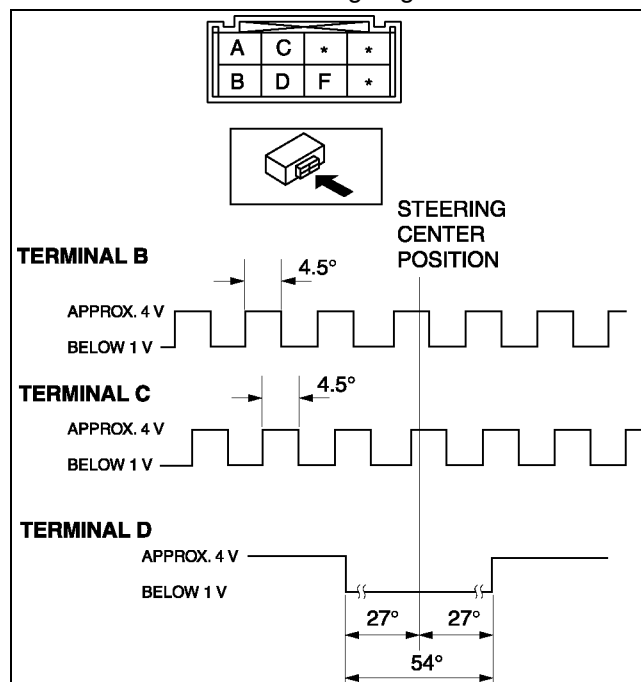 A C * *
B D F *
STEERING
CENTER
POSITION
TERMINAL B
4.5°
APPROX. 4 V
BELOW 1 V
TERMINAL C
4.5°
APPROX. 4 V
BELOW 1 V
TERMINAL D
APPROX. 4 V
BELOW 1 V
27° 27°
54°